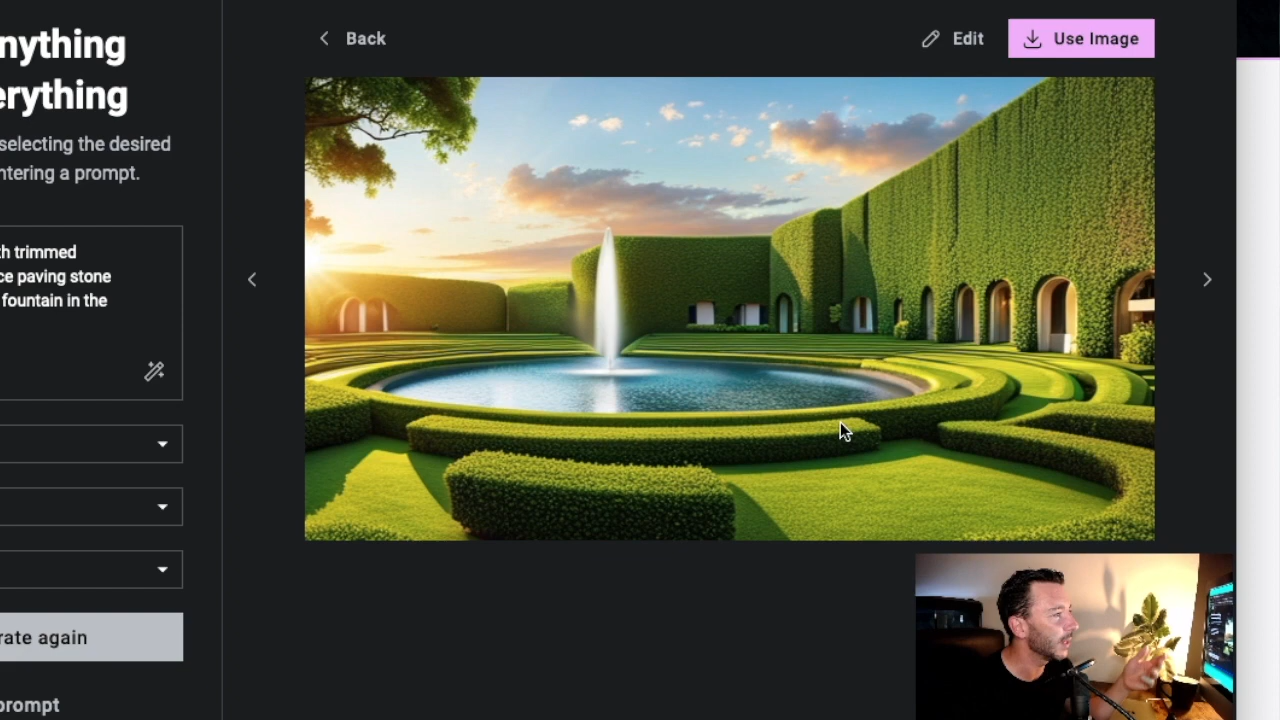 nything
erything
selecting the desired
ntering a prompt.
th trimmed
ce paving stone
fountain in the
rate again
prompt
Back
Edit
Use Image